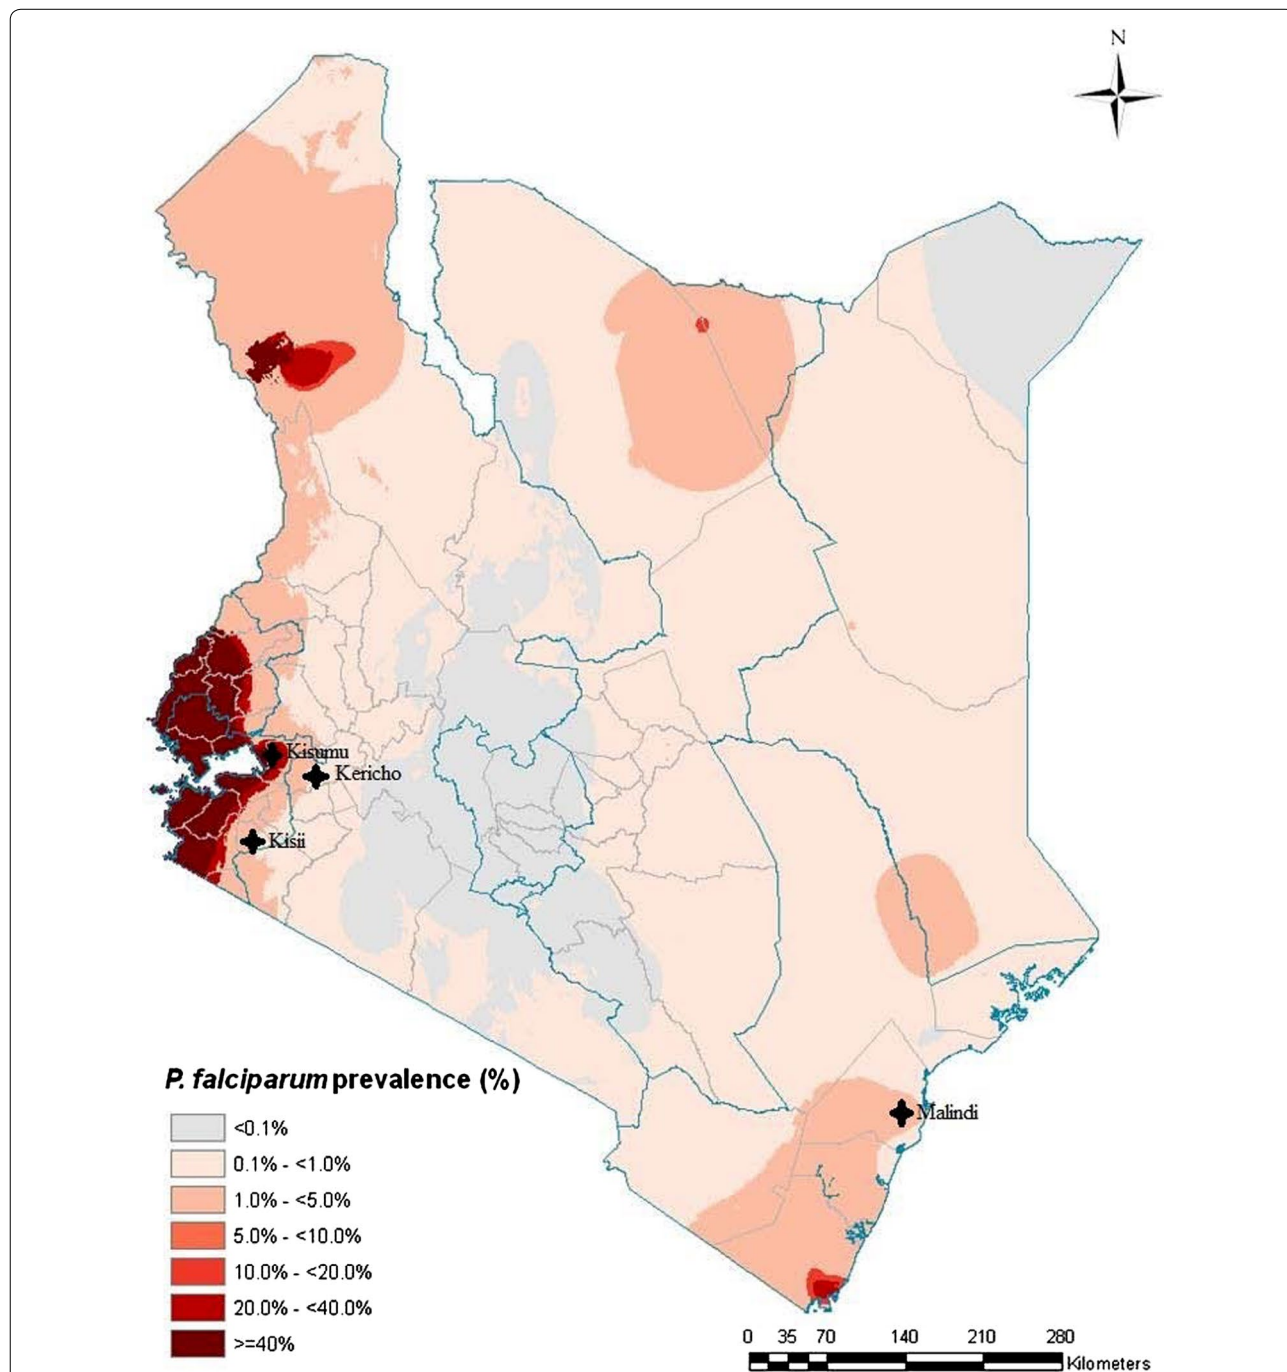 N
Kisumu
Kericho
Kisii
Malindi
P. falciparum prevalence (%)
<0.1%
0.1% - <1.0%
1.0% - <5.0%
5.0% - <10.0%
10.0% - <20.0%
20.0% - <40.0%
>=40%
0 35 70 140 210 280
Kilometers